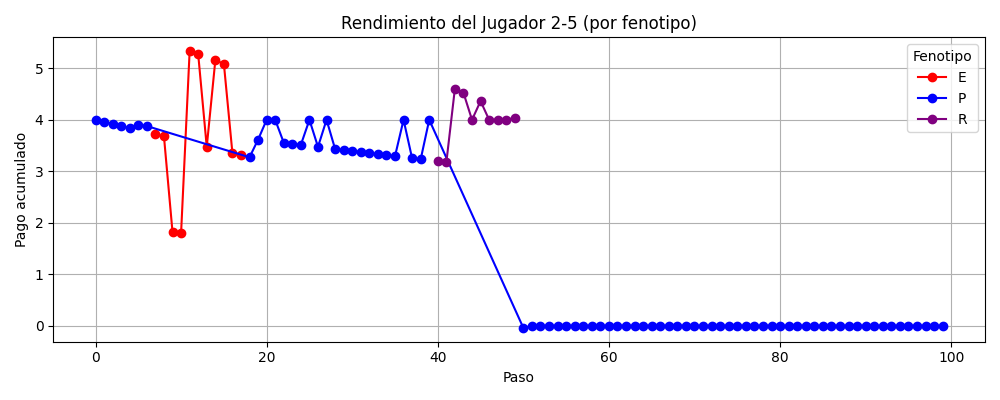 Rendimiento del Jugador 2-5 (por fenotipo)
Pago acumulado
5
4
3
2
1
0
Fenotipo
E
P
R
0 20 40 60 80 100
Paso